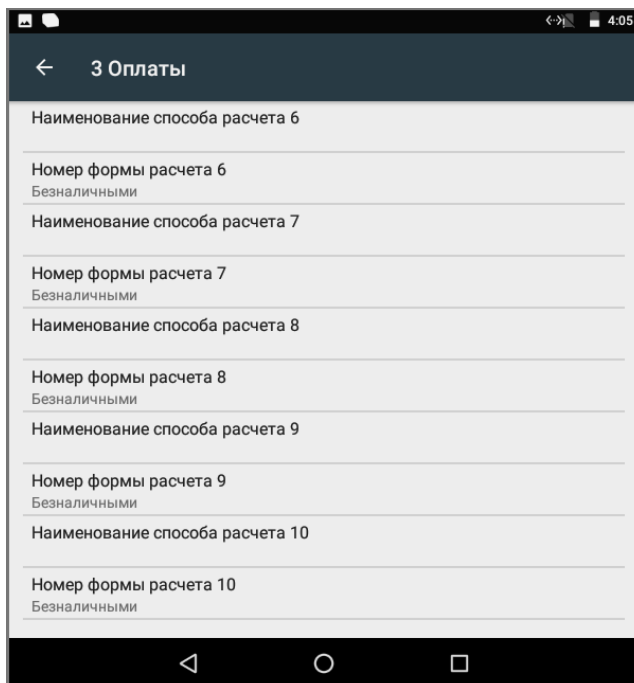 4:05
3 Оплаты
Наименование способа расчета 6
Номер формы расчета 6
Безналичными
Наименование способа расчета 7
Номер формы расчета 7
Безналичными
Наименование способа расчета 8
Номер формы расчета 8
Безналичными
Наименование способа расчета 9
Номер формы расчета 9
Безналичными
Наименование способа расчета 10
Номер формы расчета 10
Безналичными